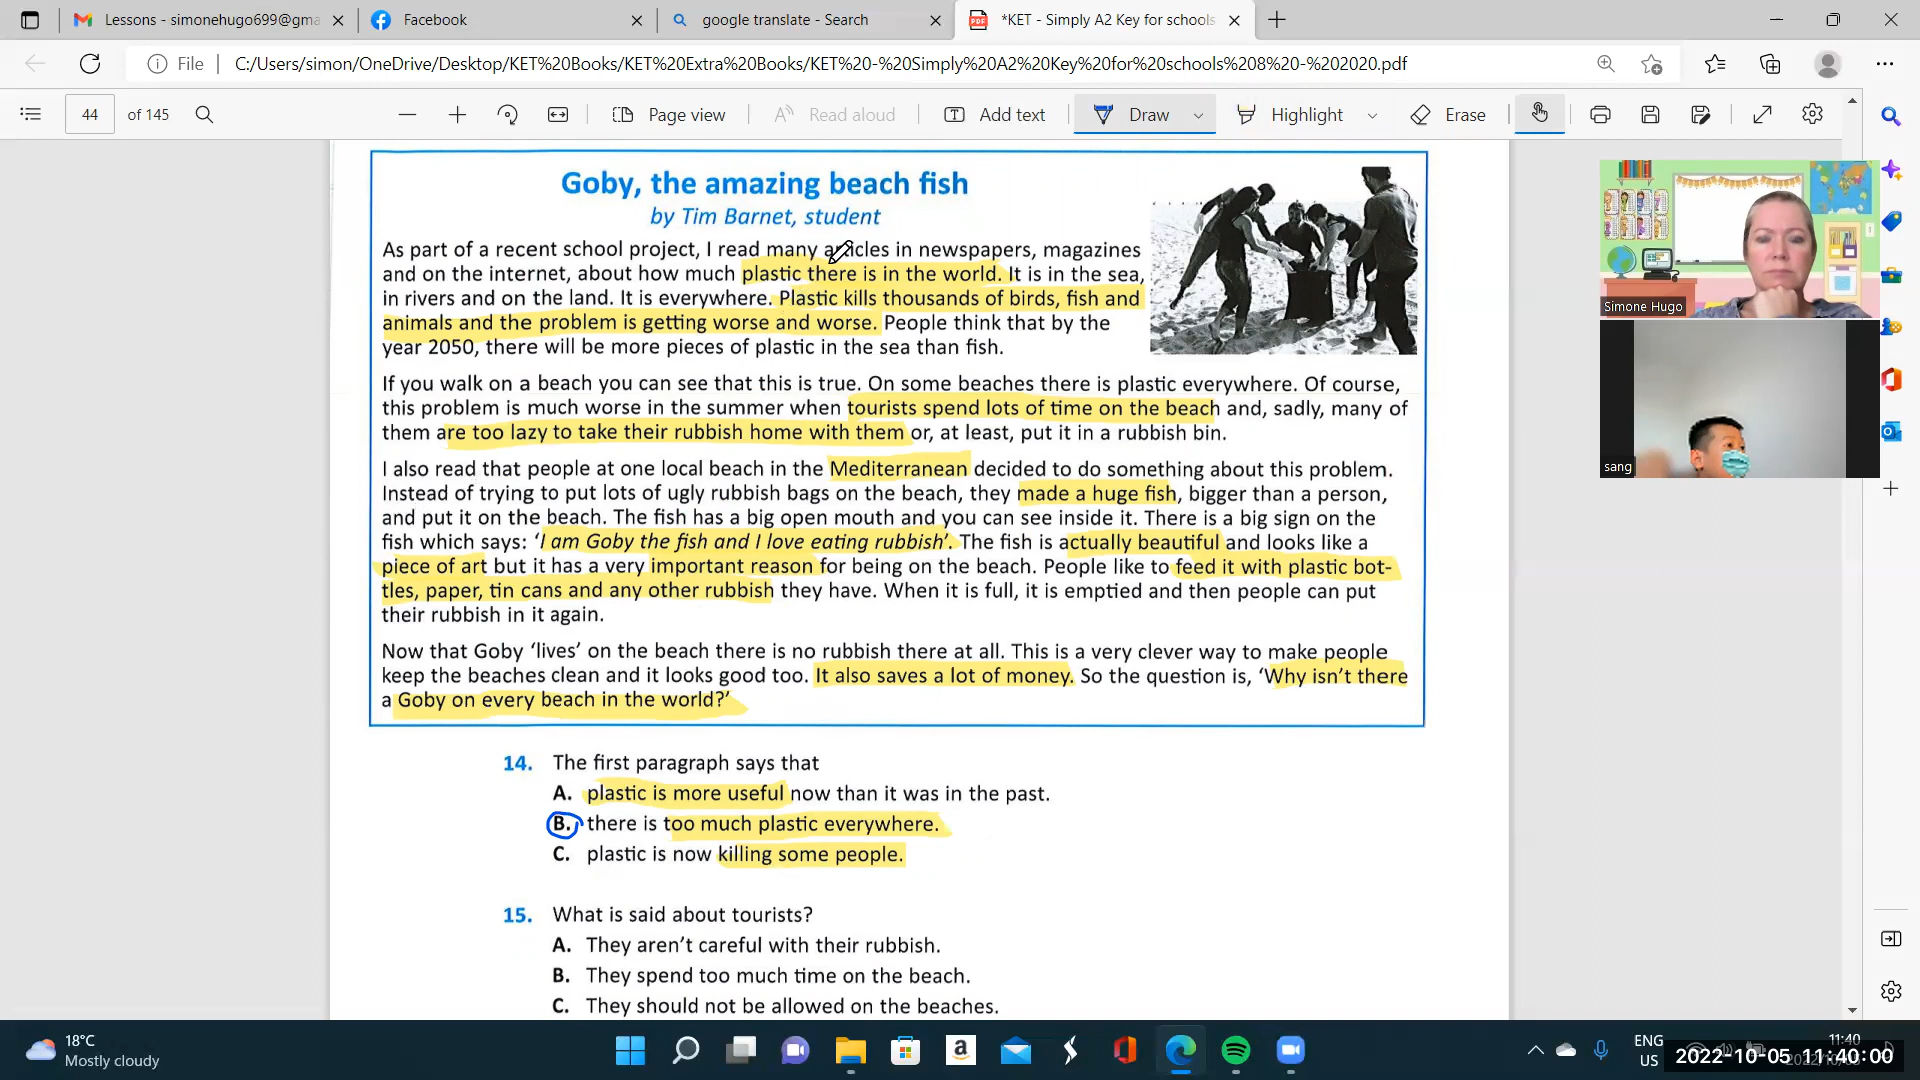 Lessons - simonehugo699@gma
Facebook
google translate - Search
*KET - Simply A2 Key for schools
File
C:/Users/simon/OneDrive/Desktop/KET%20Books/KET%20Extra%20Books/KET%20-%20Simply%20A2%20Key%20for%20schools%208%20-%202020.pdf
44 of 145
Page view
Read aloud
Add text
Draw
Highlight
Erase
Goby, the amazing beach fish
by Tim Barnet, student
As part of a recent school project, I read many articles in newspapers, magazines
and on the internet, about how much plastic there is in the world. It is in the sea,
in rivers and on the land. It is everywhere. Plastic kills thousands of birds, fish and
animals and the problem is getting worse and worse. People think that by the
year 2050, there will be more pieces of plastic in the sea than fish.
If you walk on a beach you can see that this is true. On some beaches there is plastic everywhere. Of course,
this problem is much worse in the summer when tourists spend lots of time on the beach and, sadly, many of
them are too lazy to take their rubbish home with them or, at least, put it in a rubbish bin.
I also read that people at one local beach in the Mediterranean decided to do something about this problem.
Instead of trying to put lots of ugly rubbish bags on the beach, they made a huge fish, bigger than a person,
and put it on the beach. The fish has a big open mouth and you can see inside it. There is a big sign on the
fish which says: ‘I am Goby the fish and I love eating rubbish’. The fish is actually beautiful and looks like a
piece of art but it has a very important reason for being on the beach. People like to feed it with plastic bot-
tles, paper, tin cans and any other rubbish they have. When it is full, it is emptied and then people can put
their rubbish in it again.
Now that Goby ‘lives’ on the beach there is no rubbish there at all. This is a very clever way to make people
keep the beaches clean and it looks good too. It also saves a lot of money. So the question is, ‘Why isn’t there
a Goby on every beach in the world?’
14. The first paragraph says that
A. plastic is more useful now than it was in the past.
B. there is too much plastic everywhere.
C. plastic is now killing some people.
15. What is said about tourists?
A. They aren’t careful with their rubbish.
B. They spend too much time on the beach.
C. They should not be allowed on the beaches.
Simone Hugo
sang
18°C
Mostly cloudy
ENG
US
11:40
2022-10-05 11:40:00